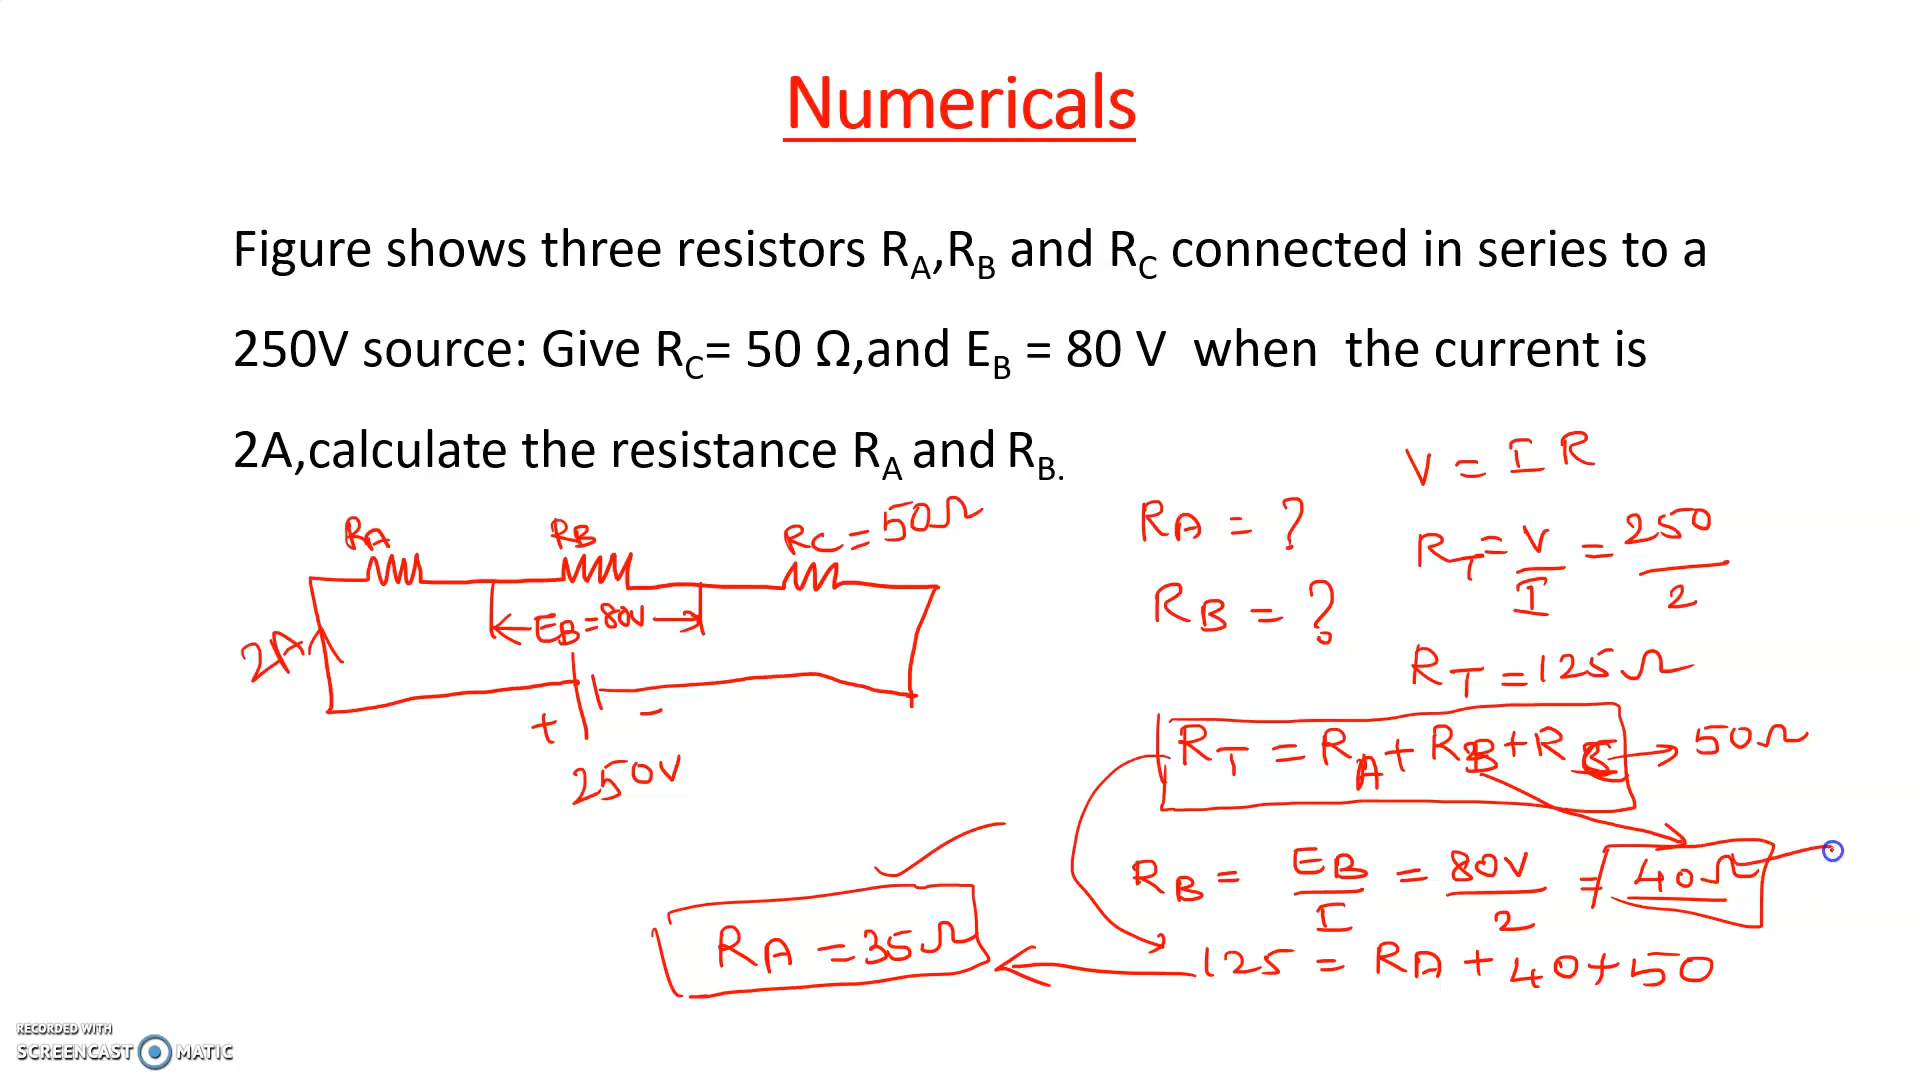 Numericals
Figure shows three resistors RA,RB and RC connected in series to a
250V source: Give RC= 50 Ω,and EB = 80 V when the current is
2A,calculate the resistance RA and RB.
V = I R
RA = ?
RT = V/I = 250/2
RB = ?
RT = 125Ω
RA
RB
RC = 50Ω
EB = 80V
2A
+
-
250V
RT = RA + RB + RC → 50Ω
RB = EB/I = 80V/2 = 40Ω
125 = RA + 40 + 50
RA = 35Ω
RECORDED WITH
SCREENCAST MATIC